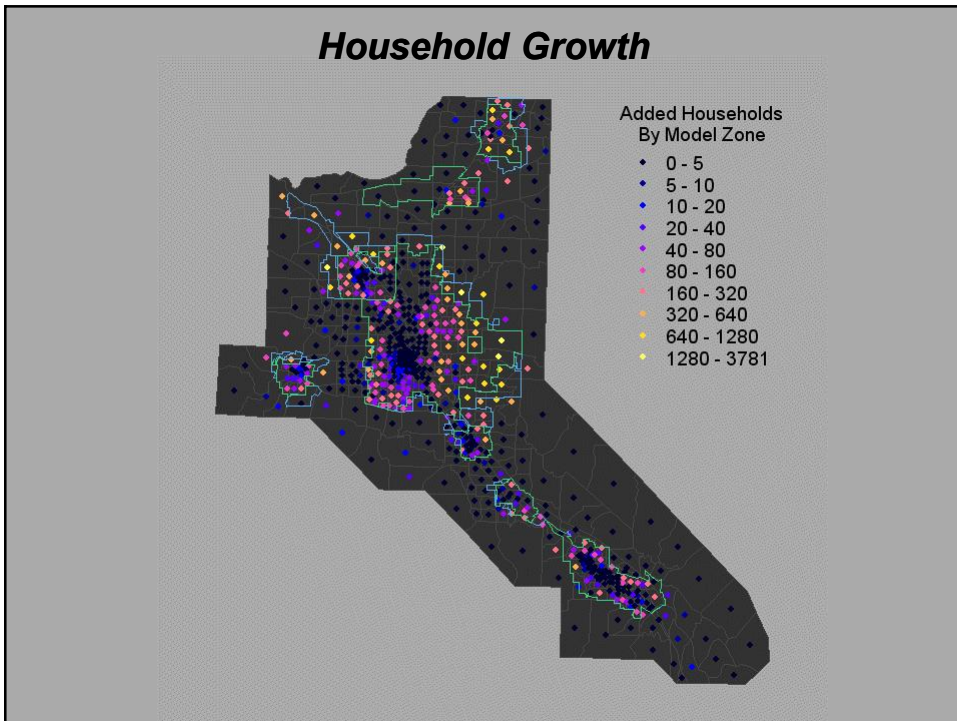 Household Growth
Added Households
By Model Zone
0 - 5
5 - 10
10 - 20
20 - 40
40 - 80
80 - 160
160 - 320
320 - 640
640 - 1280
1280 - 3781